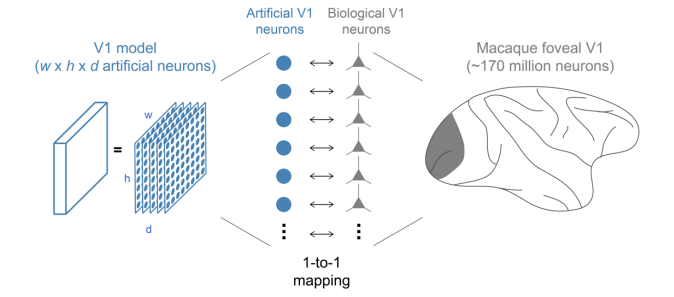 Artificial V1
neurons
Biological V1
neurons
V1 model
(w x h x d artificial neurons)
Macaque foveal V1
(~170 million neurons)
w
=
h
d
1-to-1
mapping